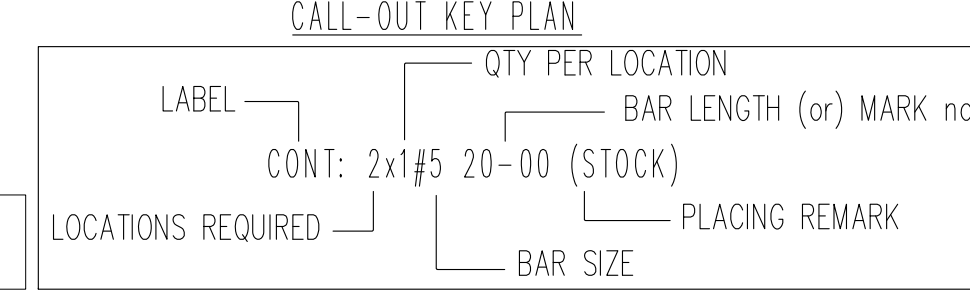 CALL-OUT KEY PLAN
QTY PER LOCATION
LABEL
BAR LENGTH (or) MARK no
CONT: 2x1#5 20-00 (STOCK)
LOCATIONS REQUIRED
PLACING REMARK
BAR SIZE